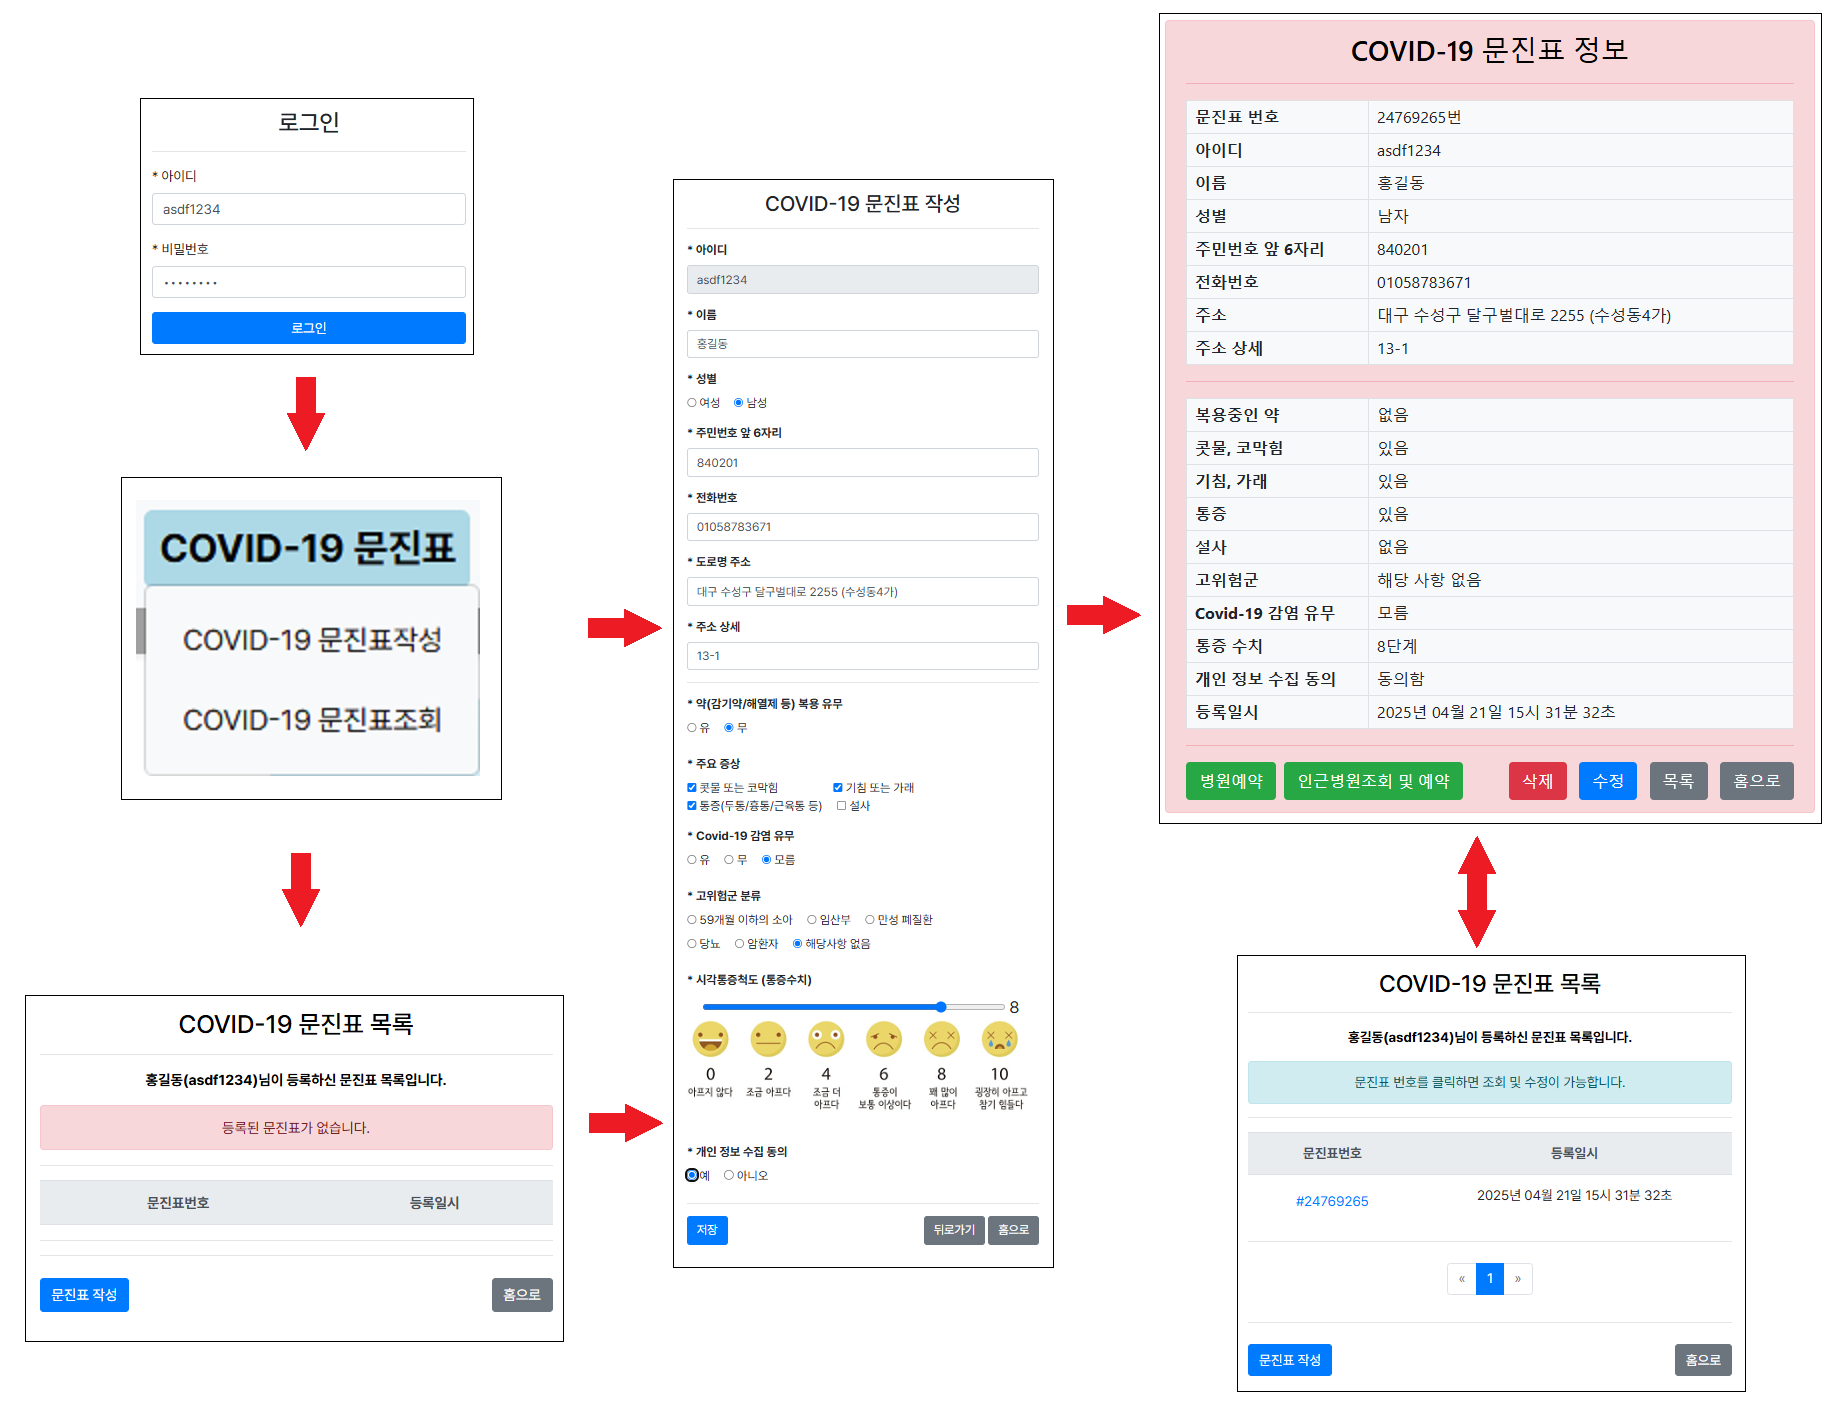 로그인
* 아이디
asdf1234
* 비밀번호
••••••••
로그인
COVID-19 문진표
COVID-19 문진표작성
COVID-19 문진표조회
COVID-19 문진표 목록
홍길동(asdf1234)님이 등록하신 문진표 목록입니다.
등록된 문진표가 없습니다.
문진표번호 등록일시
문진표 작성 홈으로
COVID-19 문진표 작성
* 아이디
asdf1234
* 이름
홍길동
* 성별
여성 남성
* 주민번호 앞 6자리
840201
* 전화번호
01058783671
* 도로명 주소
대구 수성구 달구벌대로 2255 (수성동4가)
* 주소 상세
13-1
* 약(감기약/해열제 등) 복용 유무
유 무
* 주요 증상
콧물 또는 코막힘 기침 또는 가래
통증(두통/흉통/근육통 등) 설사
* Covid-19 감염 유무
유 무 모름
* 고위험군 분류
59개월 이하의 소아 임산부 만성 폐질환
당뇨 암환자 해당사항 없음
* 시각통증척도 (통증수치)
8
0 2 4 6 8 10
아프지 않다 조금 아프다 조금 더 통증이 꽤 많이 굉장히 아프고
아프다 보통 이상이다 아프다 참기 힘들다
* 개인 정보 수집 동의
예 아니오
저장 뒤로가기 홈으로
COVID-19 문진표 정보
문진표 번호 24769265번
아이디 asdf1234
이름 홍길동
성별 남자
주민번호 앞 6자리 840201
전화번호 01058783671
주소 대구 수성구 달구벌대로 2255 (수성동4가)
주소 상세 13-1
복용중인 약 없음
콧물, 코막힘 있음
기침, 가래 있음
통증 있음
설사 없음
고위험군 해당 사항 없음
Covid-19 감염 유무 모름
통증 수치 8단계
개인 정보 수집 동의 동의함
등록일시 2025년 04월 21일 15시 31분 32초
병원예약 인근병원조회 및 예약 삭제 수정 목록 홈으로
COVID-19 문진표 목록
홍길동(asdf1234)님이 등록하신 문진표 목록입니다.
문진표 번호를 클릭하면 조회 및 수정이 가능합니다.
문진표번호 등록일시
#24769265 2025년 04월 21일 15시 31분 32초
« 1 »
문진표 작성 홈으로